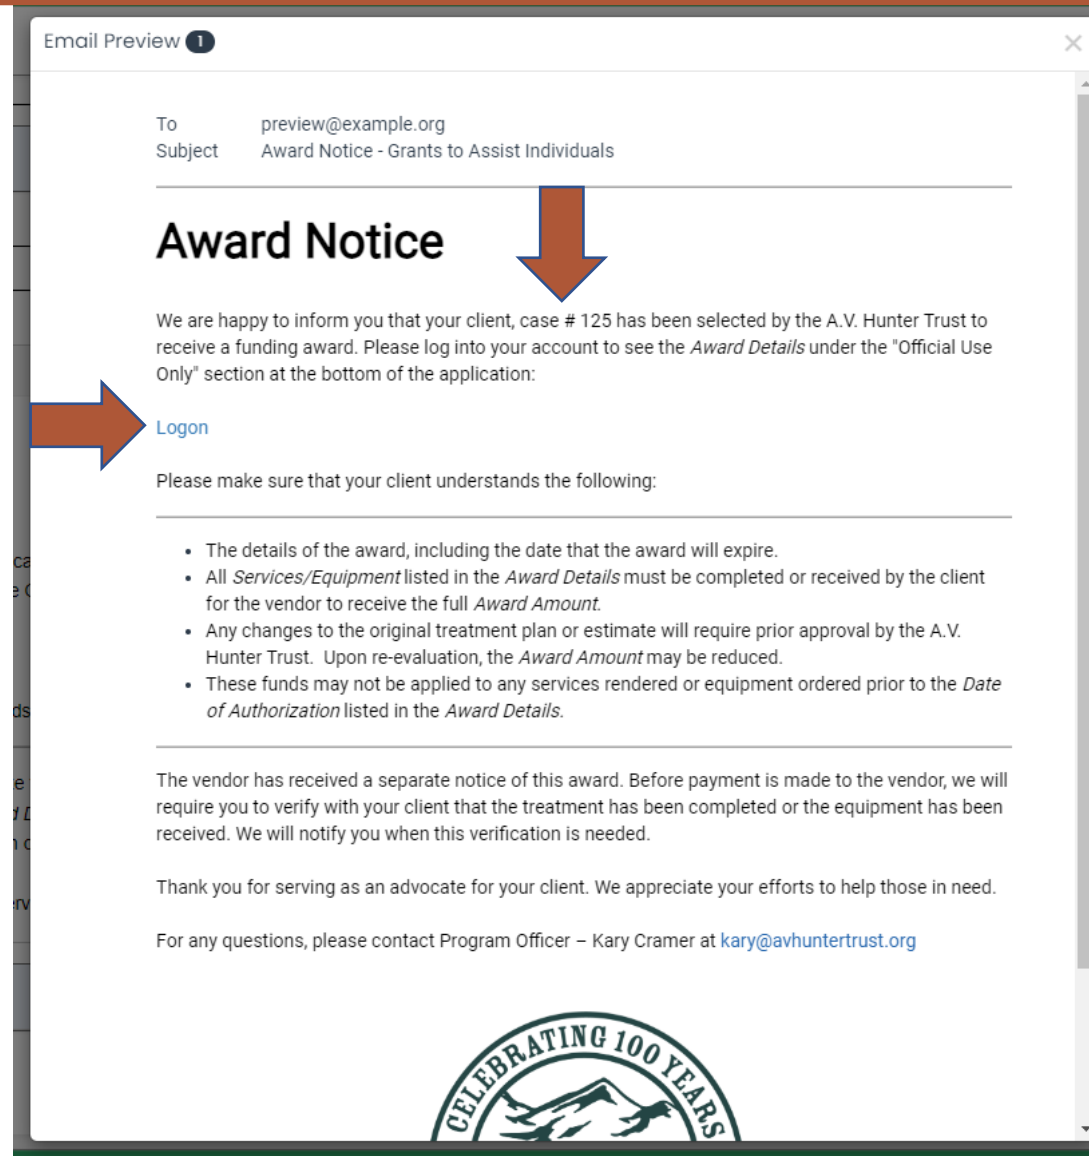 Email Preview 1
To preview@example.org
Subject Award Notice - Grants to Assist Individuals
Award Notice
We are happy to inform you that your client, case # 125 has been selected by the A.V. Hunter Trust to
receive a funding award. Please log into your account to see the Award Details under the "Official Use
Only" section at the bottom of the application:
Logon
Please make sure that your client understands the following:
• The details of the award, including the date that the award will expire.
• All Services/Equipment listed in the Award Details must be completed or received by the client
for the vendor to receive the full Award Amount.
• Any changes to the original treatment plan or estimate will require prior approval by the A.V.
Hunter Trust.  Upon re-evaluation, the Award Amount may be reduced.
• These funds may not be applied to any services rendered or equipment ordered prior to the Date
of Authorization listed in the Award Details.
The vendor has received a separate notice of this award. Before payment is made to the vendor, we will
require you to verify with your client that the treatment has been completed or the equipment has been
received. We will notify you when this verification is needed.
Thank you for serving as an advocate for your client. We appreciate your efforts to help those in need.
For any questions, please contact Program Officer – Kary Cramer at kary@avhuntertrust.org
CELEBRATING 100 YEARS